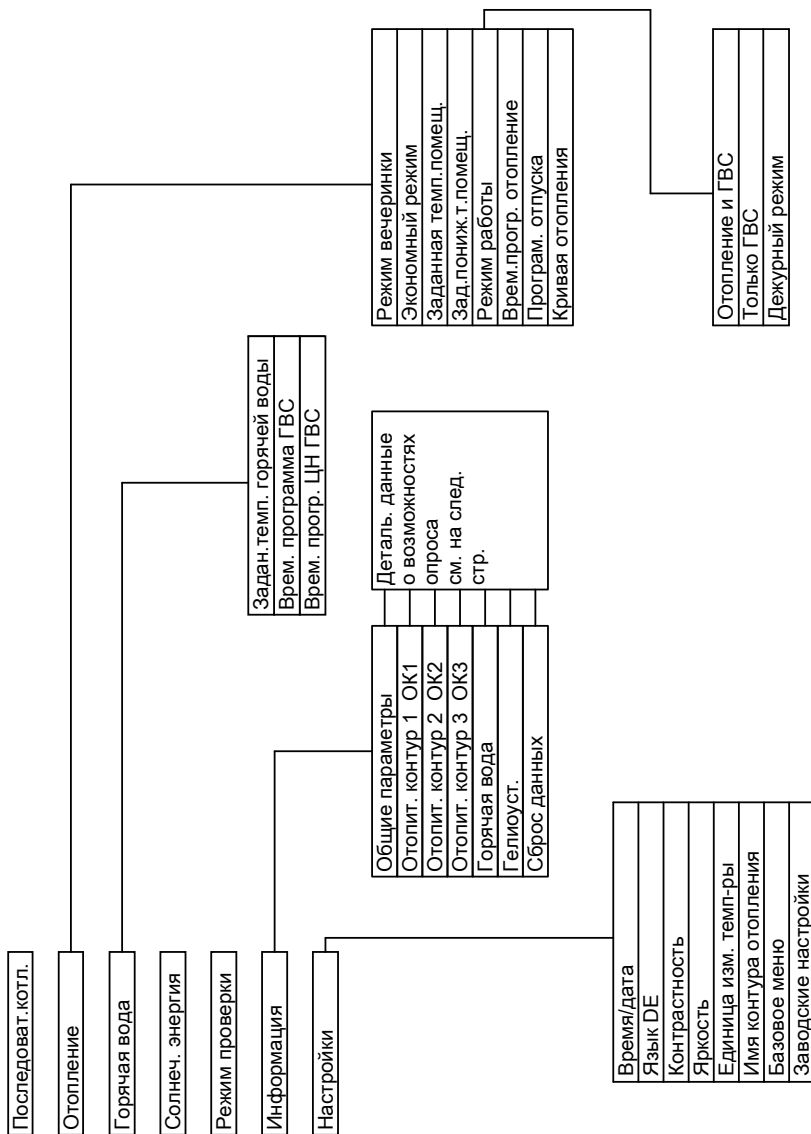 Последоват.котл.
Отопление
Горячая вода
Солнеч. энергия
Режим проверки
Информация
Настройки
Режим вечеринки
Экономный режим
Заданная темп.помещ.
Зад.пониж.т.помещ.
Режим работы
Врем.прогр. отопление
Програм. отпуска
Кривая отопления
Отопление и ГВС
Только ГВС
Дежурный режим
Задан.темп. горячей воды
Врем. программа ГВС
Врем. прогр. ЦН ГВС
Общие параметры
Отопит. контур 1 ОК1
Отопит. контур 2 ОК2
Отопит. контур 3 ОК3
Горячая вода
Гелиоуст.
Сброс данных
Деталь. данные
о возможностях
опроса
см. на след.
стр.
Время/дата
Язык DE
Контрастность
Яркость
Единица изм. темп-ры
Имя контура отопления
Базовое меню
Заводские настройки